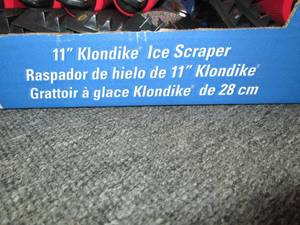 11" Klondike® Ice Scraper
Raspador de hielo de 11" Klondike®
Grattoir à glace Klondike® de 28 cm